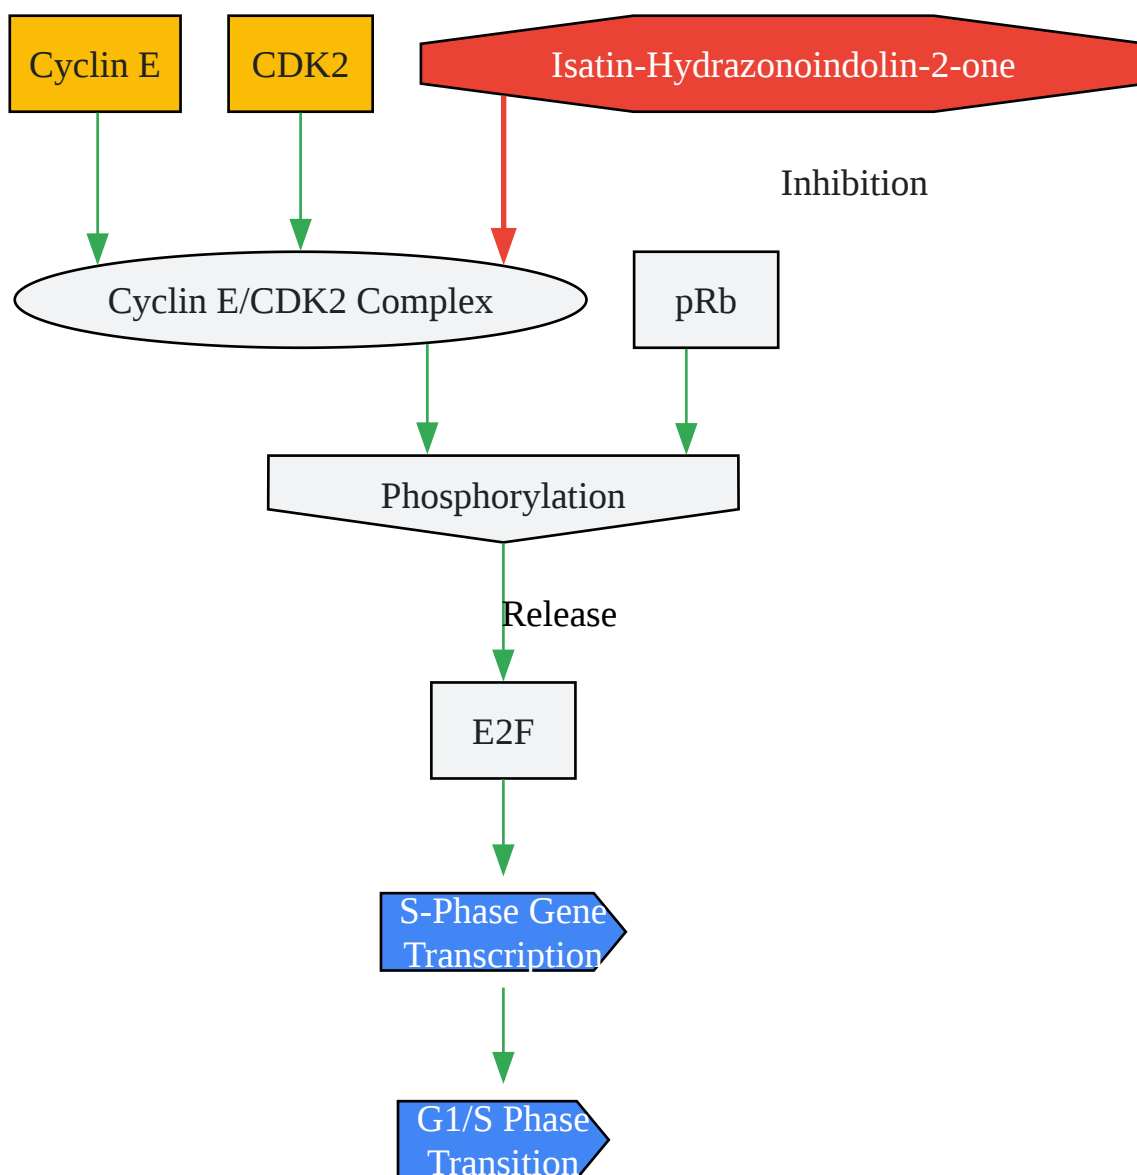 Cyclin E
CDK2
Isatin-Hydrazonoindolin-2-one
Inhibition
Cyclin E/CDK2 Complex
pRb
Phosphorylation
Release
E2F
S-Phase Gene
Transcription
G1/S Phase
Transition